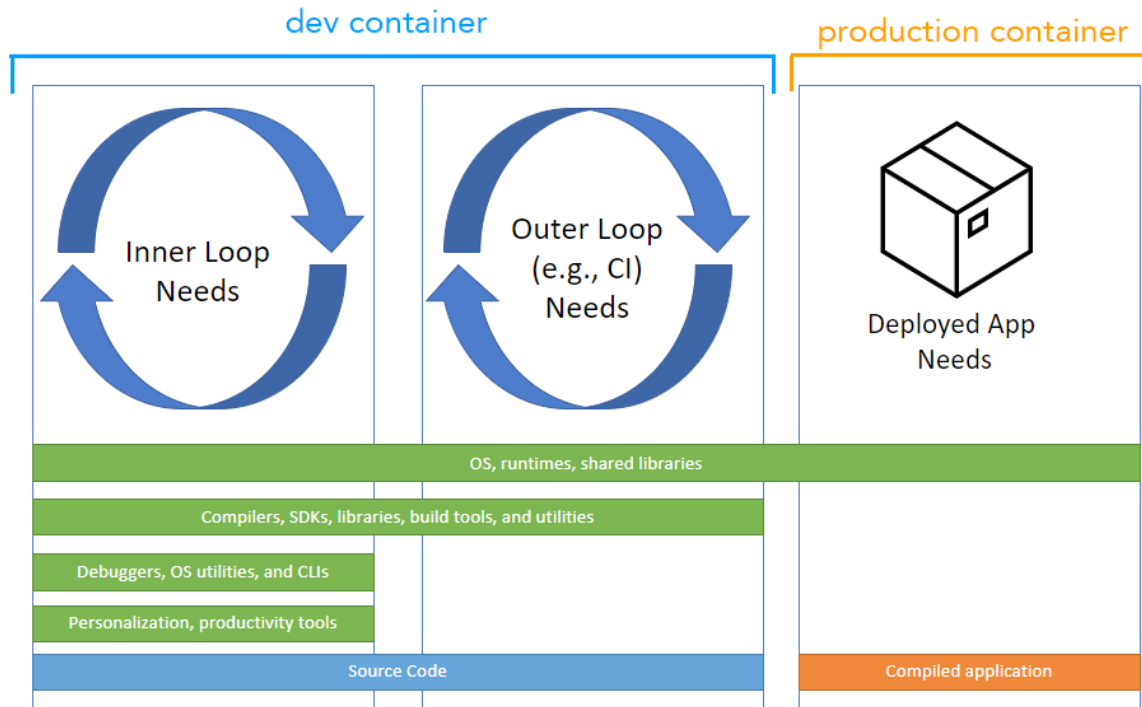 dev container
production container
Inner Loop
Needs
Outer Loop
(e.g., CI)
Needs
Deployed App
Needs
OS, runtimes, shared libraries
Compilers, SDKs, libraries, build tools, and utilities
Debuggers, OS utilities, and CLIs
Personalization, productivity tools
Source Code
Compiled application